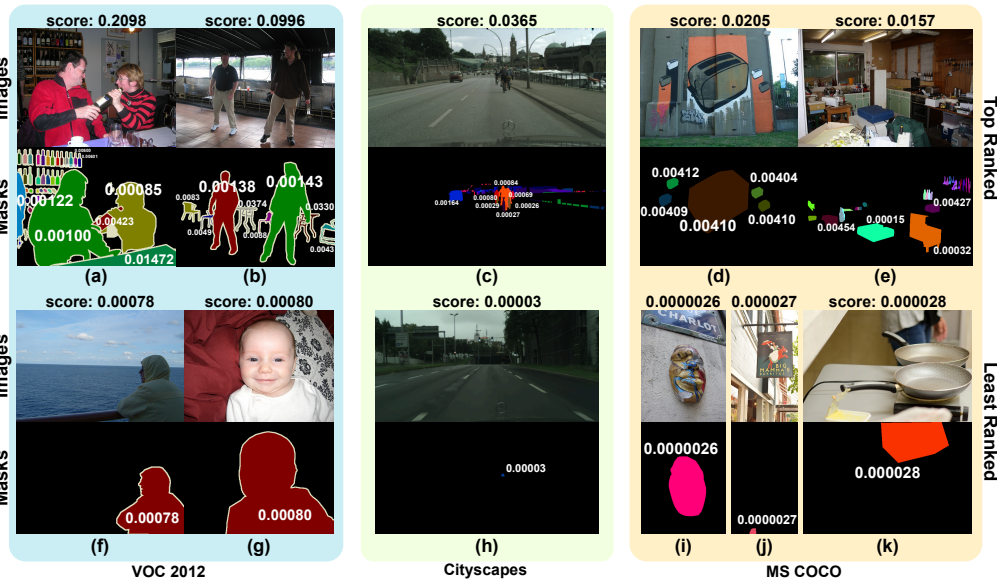 score: 0.2098
score: 0.0996
score: 0.0365
score: 0.0205
score: 0.0157
Images
Top Ranked
Masks
0.00122
0.00085
0.00423
0.00100
0.01472
0.00138
0.00143
0.0083
0.0374
0.0330
0.0049
0.0088
0.0043
0.00084
0.00164
0.00080
0.00069
0.00029
0.00026
0.00027
0.00412
0.00404
0.00409
0.00410
0.00410
0.00427
0.00015
0.00454
0.00032
(a)
(b)
(c)
(d)
(e)
score: 0.00078
score: 0.00080
score: 0.00003
0.0000026
0.000027
score: 0.000028
Images
Least Ranked
CHARLOT
Masks
0.00078
0.00080
0.00003
0.0000026
0.0000027
0.000028
(f)
(g)
(h)
(i)
(j)
(k)
VOC 2012
Cityscapes
MS COCO